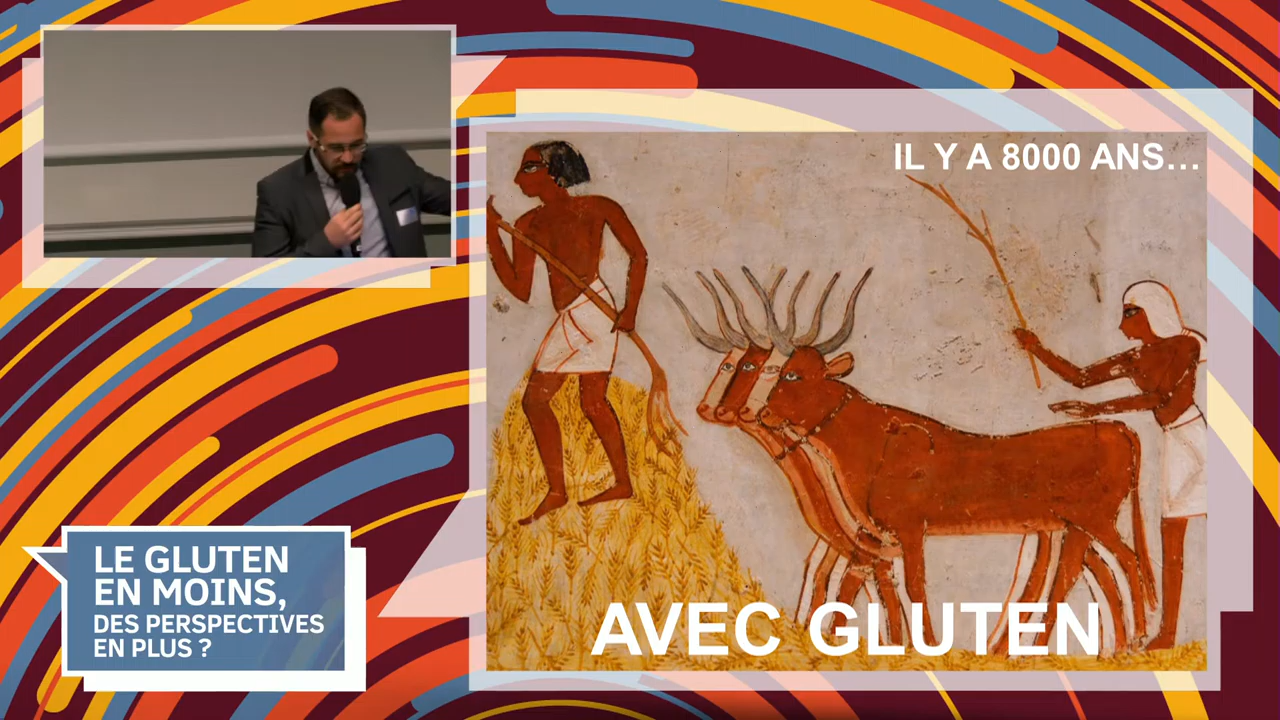 IL Y A 8000 ANS...
AVEC GLUTEN
LE GLUTEN
EN MOINS,
DES PERSPECTIVES
EN PLUS ?